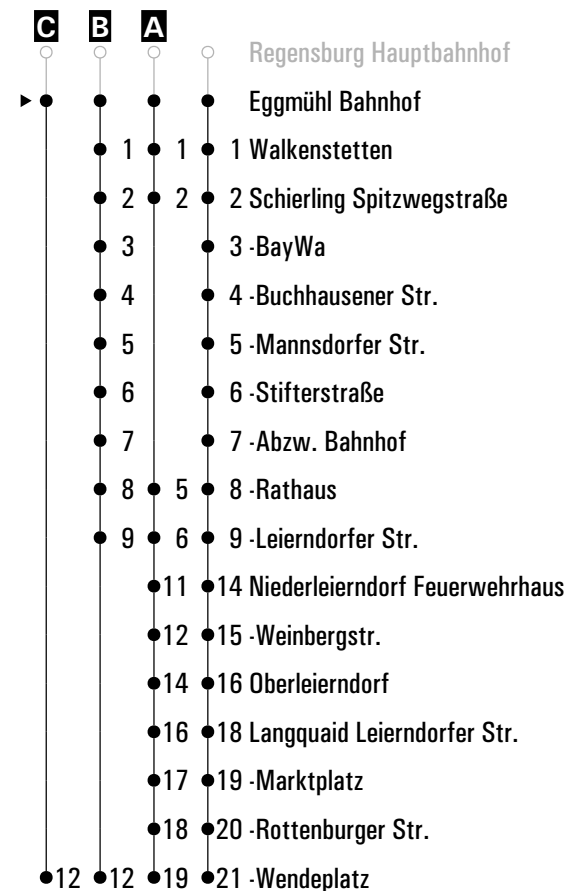 C B A
Regensburg Hauptbahnhof
Eggmühl Bahnhof
1 1 1 Walkenstetten
2 2 2 Schierling Spitzwegstraße
3 3 -BayWa
4 4 -Buchhausener Str.
5 5 -Mannsdorfer Str.
6 6 -Stifterstraße
7 7 -Abzw. Bahnhof
8 5 8 -Rathaus
9 6 9 -Leierndorfer Str.
11 14 Niederleierndorf Feuerwehrhaus
12 15 -Weinbergstr.
14 16 Oberleierndorf
16 18 Langquaid Leierndorfer Str.
17 19 -Marktplatz
18 20 -Rottenburger Str.
12 12 19 21 -Wendeplatz